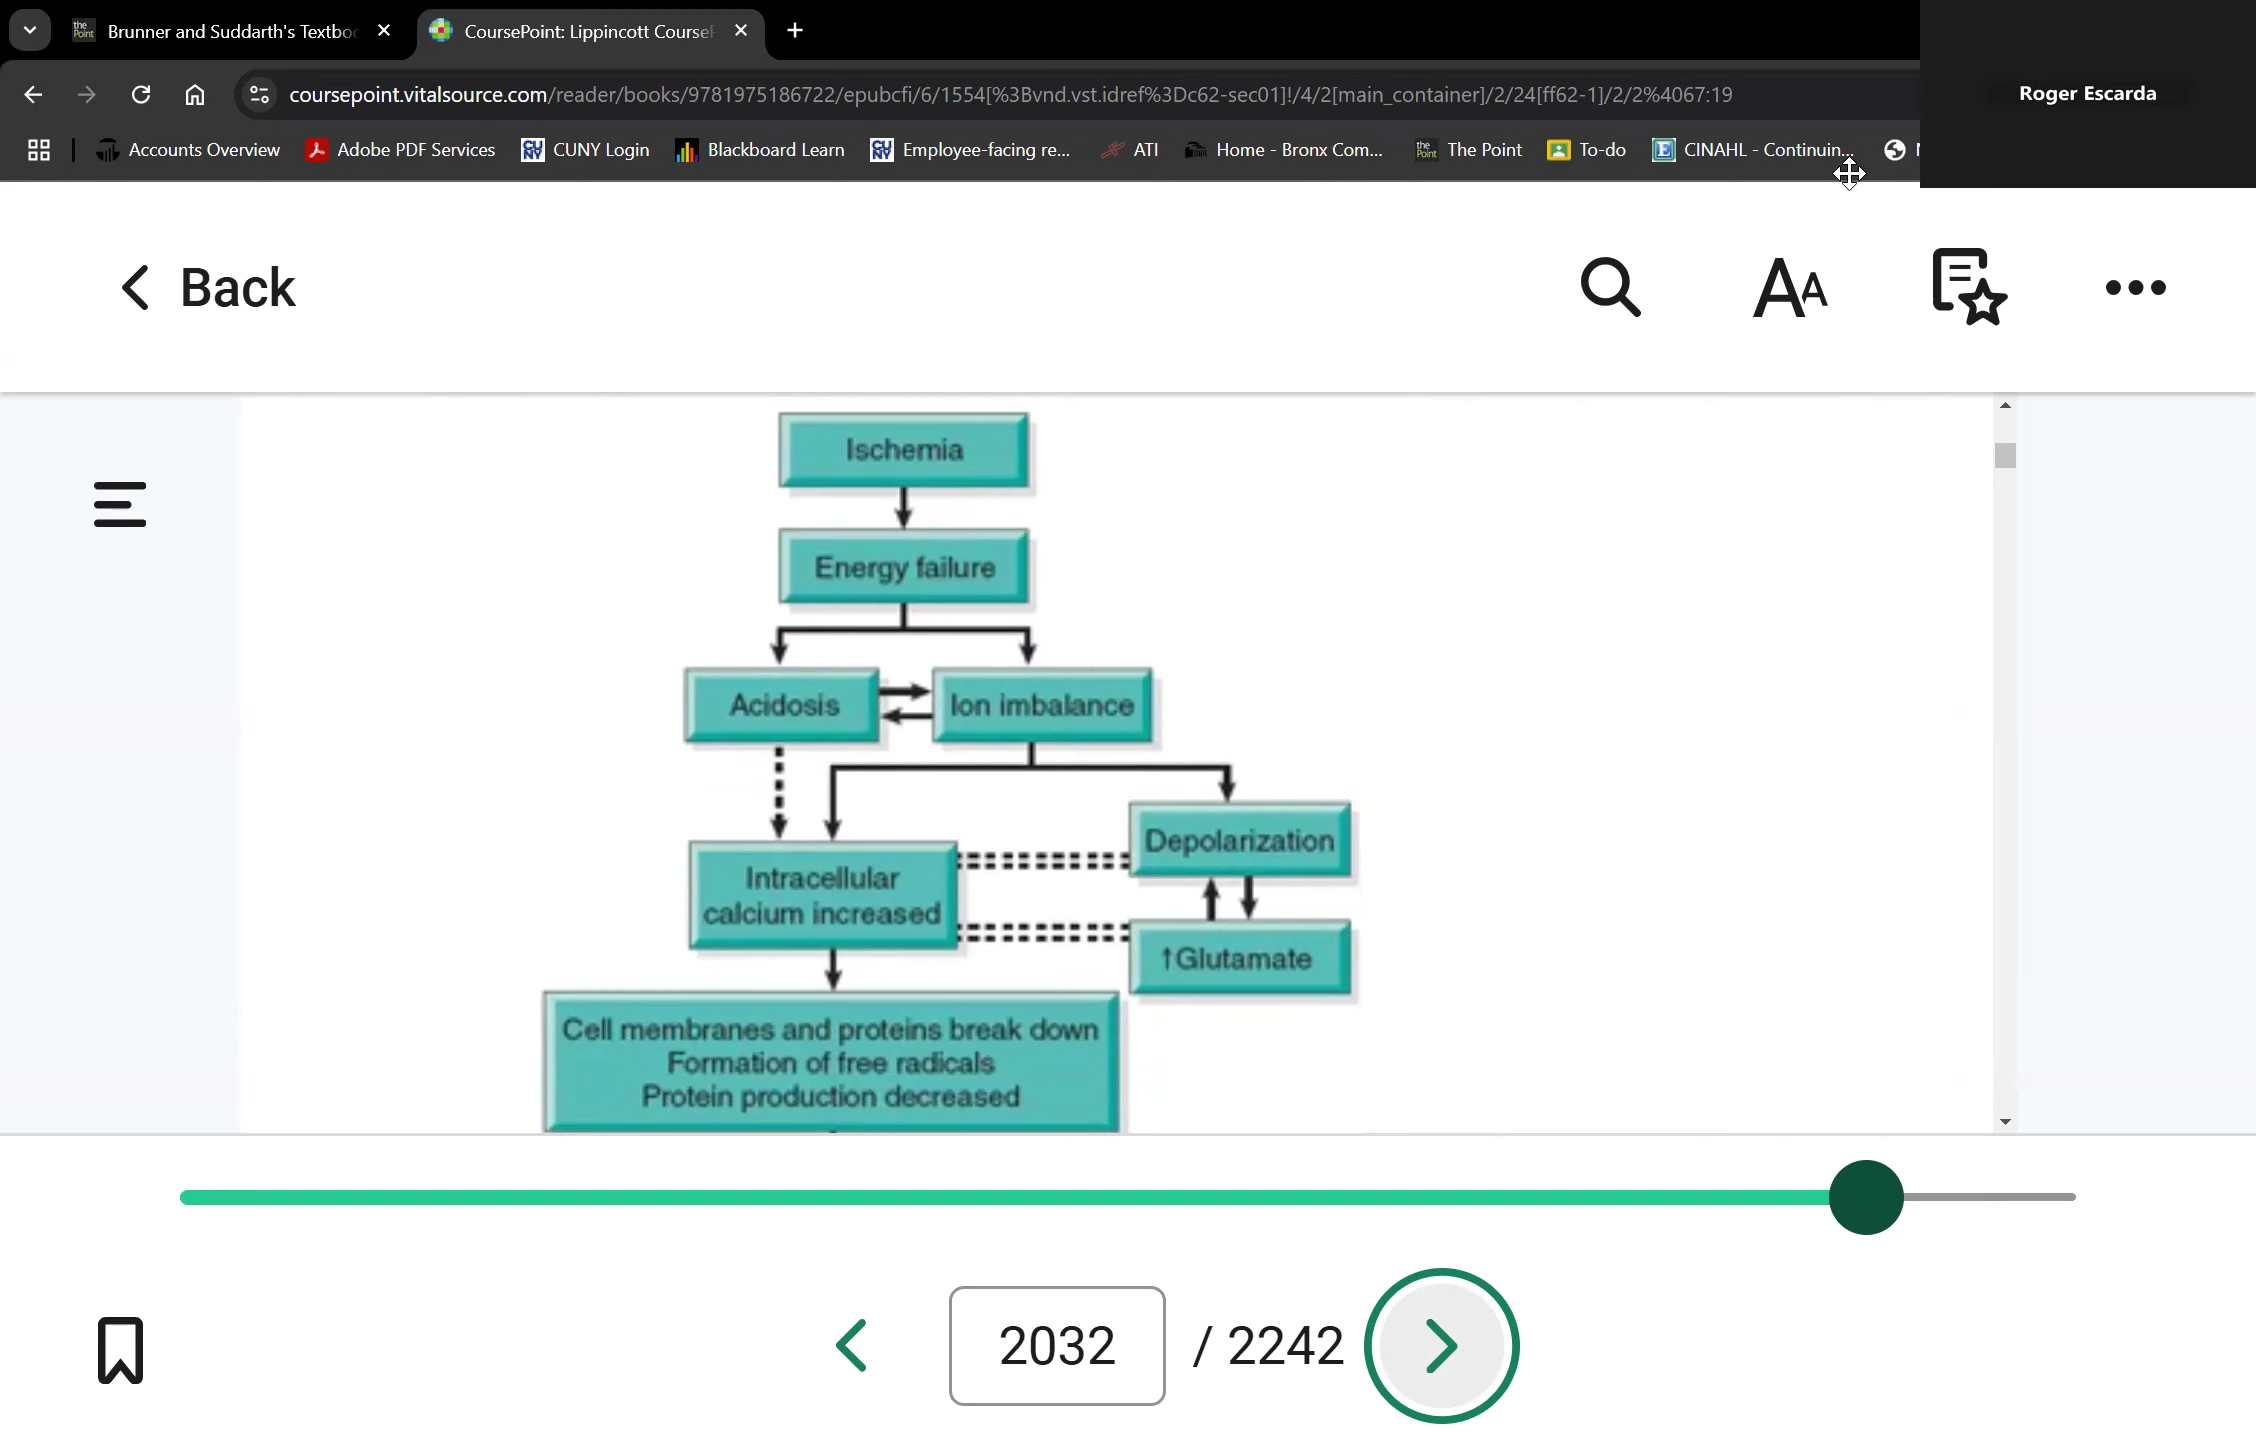 Brunner and Suddarth's Textbo
CoursePoint: Lippincott CourseP
coursepoint.vitalsource.com/reader/books/9781975186722/epubcfi/6/1554[%3Bvnd.vst.idref%3Dc62-sec01]!/4/2[main_container]/2/24[ff62-1]/2/2%4067:19
Roger Escarda
Accounts Overview
Adobe PDF Services
CUNY Login
Blackboard Learn
Employee-facing re...
ATI
Home - Bronx Com...
the Point
The Point
To-do
CINAHL - Continuin...
Back
AA
Ischemia
Energy failure
Acidosis
Ion imbalance
Depolarization
Intracellular
calcium increased
↑Glutamate
Cell membranes and proteins break down
Formation of free radicals
Protein production decreased
2032 / 2242